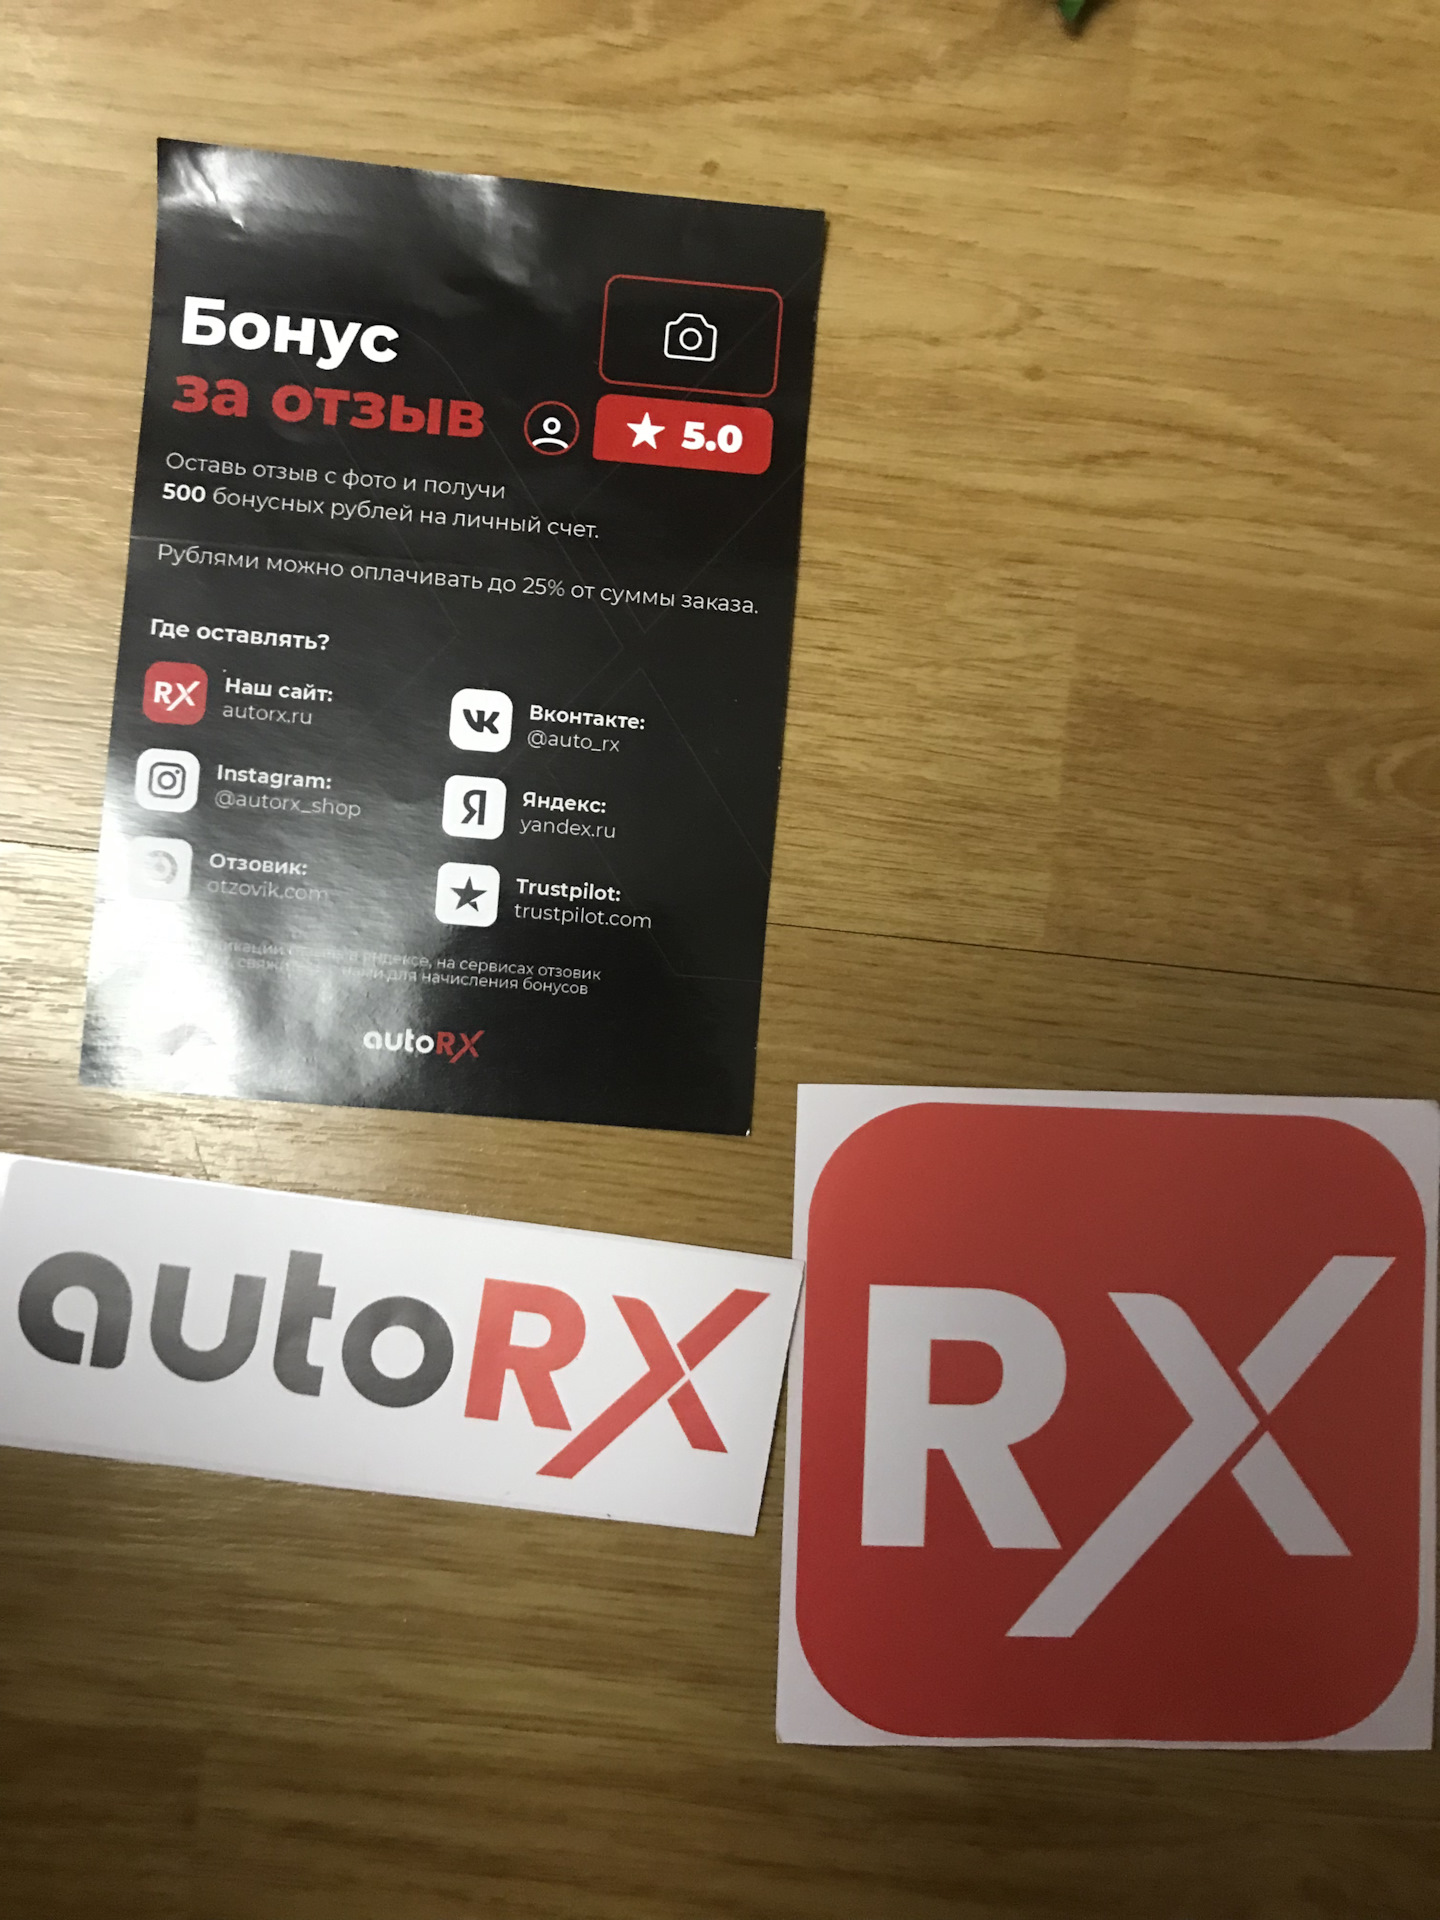 Бонус
за отзыв
5.0
Оставь отзыв с фото и получи
500 бонусных рублей на личный счет.
Рублями можно оплачивать до 25% от суммы заказа.
Где оставлять?
RX
Наш сайт:
autorx.ru
Вконтакте:
@auto_rx
Instagram:
@autorx_shop
Я
Яндекс:
yandex.ru
Отзовик:
otzovik.com
Trustpilot:
trustpilot.com
Яндексе, на сервисах отзовик
нами для начисления бонусов
autoRX
autoRX
RX